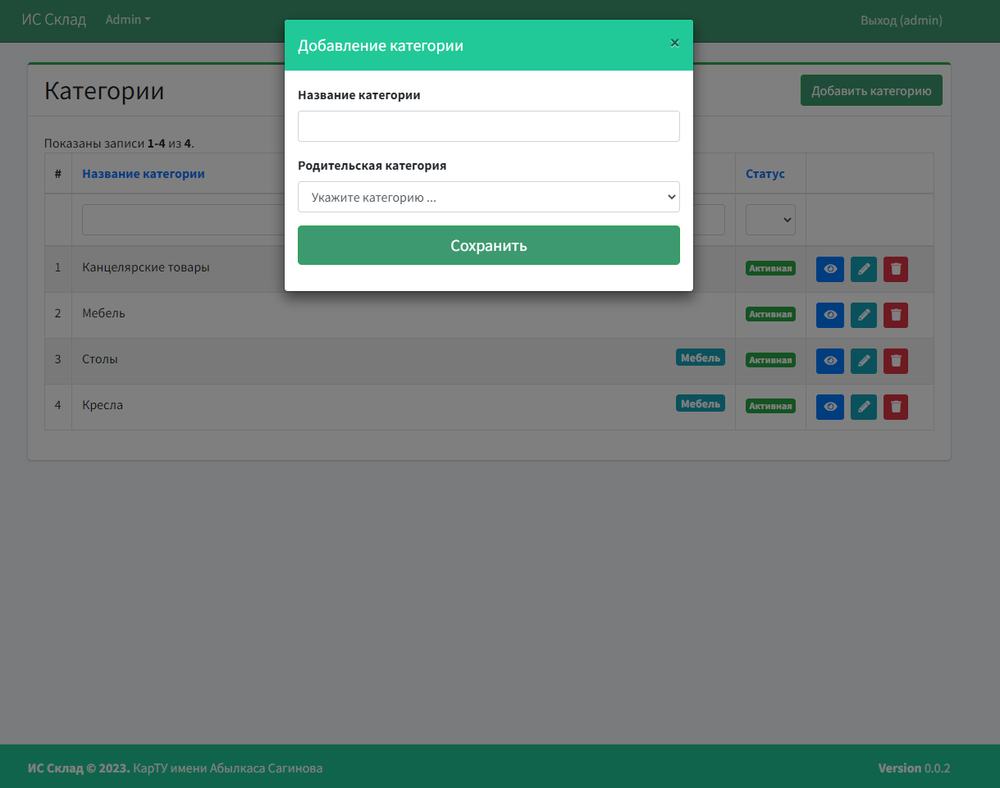 ИС Склад Admin Выход (admin)
Добавление категории ×
Категории Добавить категорию
Название категории
Показаны записи 1-4 из 4.
Родительская категория
# Название категории Статус
Укажите категорию ...
Сохранить
1 Канцелярские товары Активная
2 Мебель Активная
3 Столы Мебель Активная
4 Кресла Мебель Активная
ИС Склад © 2023. КарТУ имени Абылкаса Сагинова Version 0.0.2